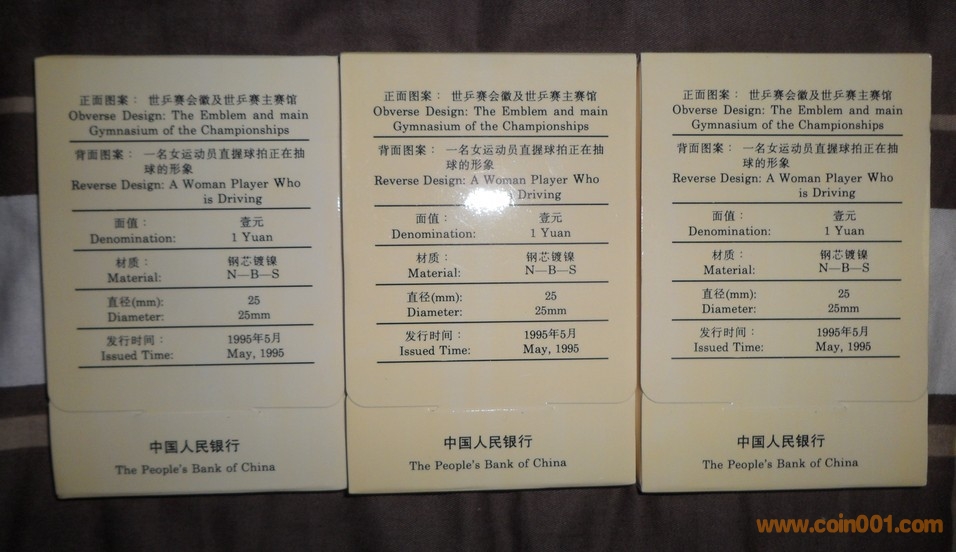 正面图案： 世乒赛会徽及世乒赛主赛馆
Obverse Design: The Emblem and main
Gymnasium of the Championships
背面图案： 一名女运动员直握球拍正在抽
球的形象
Reverse Design: A Woman Player Who
is Driving
面值： 壹元
Denomination: 1 Yuan
材质： 钢芯镀镍
Material: N—B—S
直径(mm): 25
Diameter: 25mm
发行时间： 1995年5月
Issued Time: May, 1995
中国人民银行
The People's Bank of China
正面图案： 世乒赛会徽及世乒赛主赛馆
Obverse Design: The Emblem and main
Gymnasium of the Championships
背面图案： 一名女运动员直握球拍正在抽
球的形象
Reverse Design: A Woman Player Who
Driving
面值： 壹元
Denomination: 1 Yuan
材质： 钢芯镀镍
Material: N—B—S
直径(mm): 25
Diameter: 25mm
发行时间： 1995年5月
Issued Time: May, 1995
中国人民银行
The People's Bank of China
正面图案： 世乒赛会徽及世乒赛主赛馆
Obverse Design: The Emblem and main
Gymnasium of the Championships
背面图案： 一名女运动员直握球拍正在抽
球的形象
Reverse Design: A Woman Player Who
is Driving
面值： 壹元
Denomination: 1 Yuan
材质： 钢芯镀镍
Material: N—B—S
直径(mm): 25
Diameter: 25mm
发行时间： 1995年5月
Issued Time: May, 1995
中国人民银行
The People's Bank of China
www.coin001.com